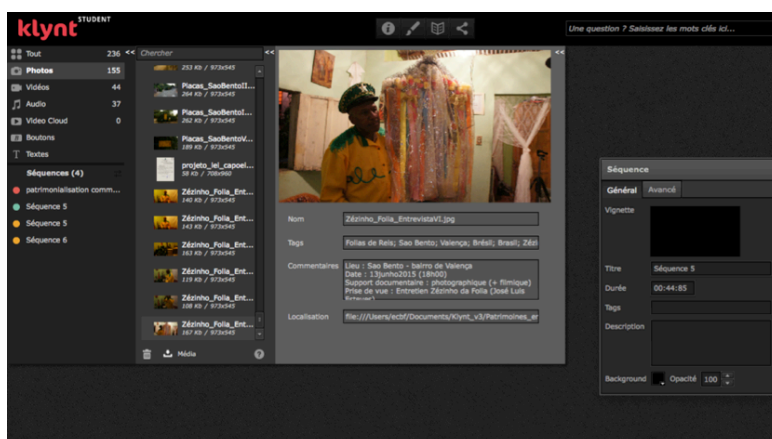 klynt STUDENT
Une question ? Saisissez les mots clés ici...
Tout 236 <<
Photos 155
Vidéos 44
Audio 37
Video Cloud 0
Boutons
Textes
Séquences (4)
patrimonialisation comm...
Séquence 5
Séquence 5
Séquence 6
Chercher <<
253 Kb / 973x545
Placas_SaoBentoII...
264 Kb / 973x545
Placas_SaoBentoI...
262 Kb / 973x545
Placas_SaoBentoV...
189 Kb / 973x545
projeto_lei_capoei...
58 Kb / 708x960
Zézinho_Folia_Ent...
140 Kb / 973x545
Zézinho_Folia_Ent...
143 Kb / 973x545
Zézinho_Folia_Ent...
163 Kb / 973x545
Zézinho_Folia_Ent...
119 Kb / 973x545
Zézinho_Folia_Ent...
108 Kb / 973x545
Zézinho_Folia_Ent...
167 Kb / 973x545
Média
<<
Nom Zézinho_Folia_EntrevistaVI.jpg
Tags Folias de Reis; Sao Bento; Valença; Brésil; Brasil; Zézi
Commentaires Lieu : Sao Bento - bairro de Valença
Date : 13junho2015 (18h00)
Support documentaire : photographique (+ filmique)
Prise de vue : Entretien Zézinho da Folia (José Luis
Localisation file:///Users/ecbf/Documents/Klynt_v3/Patrimoines_er
Séquence
Général Avancé
Vignette
Titre Séquence 5
Durée 00:44:85
Tags
Description
Background Opacité 100